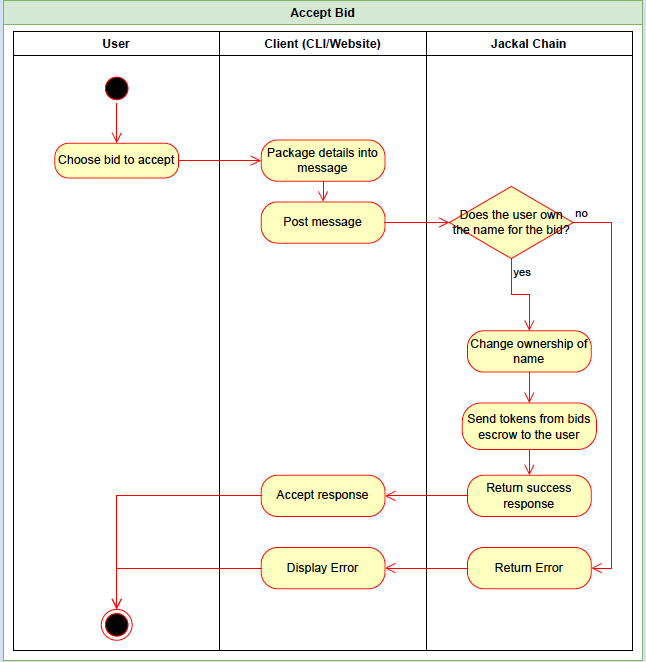 Accept Bid
User
Client (CLI/Website)
Jackal Chain
Choose bid to accept
Package details into
message
Post message
Does the user own
the name for the bid?
no
yes
Change ownership of
name
Send tokens from bids
escrow to the user
Return success
response
Accept response
Return Error
Display Error